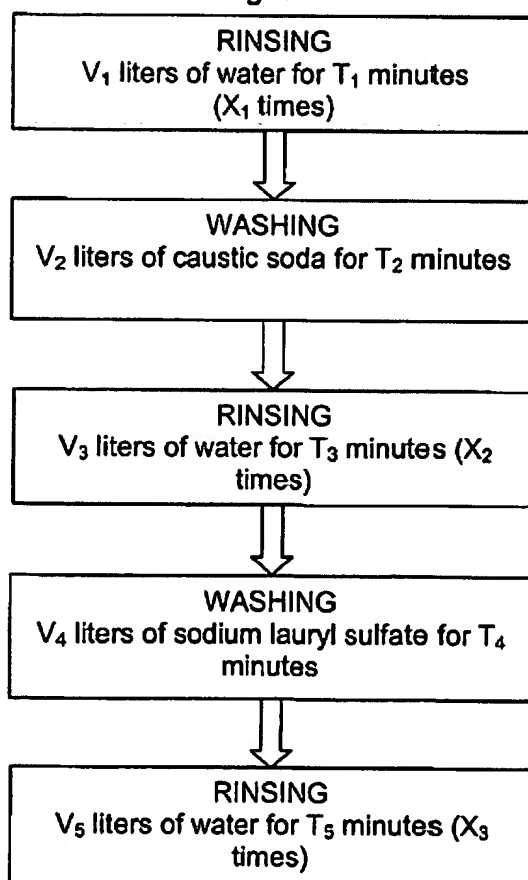 RINSING
V₁ liters of water for T₁ minutes
(X₁ times)
WASHING
V₂ liters of caustic soda for T₂ minutes
RINSING
V₃ liters of water for T₃ minutes (X₂
times)
WASHING
V₄ liters of sodium lauryl sulfate for T₄
minutes
RINSING
V₅ liters of water for T₅ minutes (X₃
times)